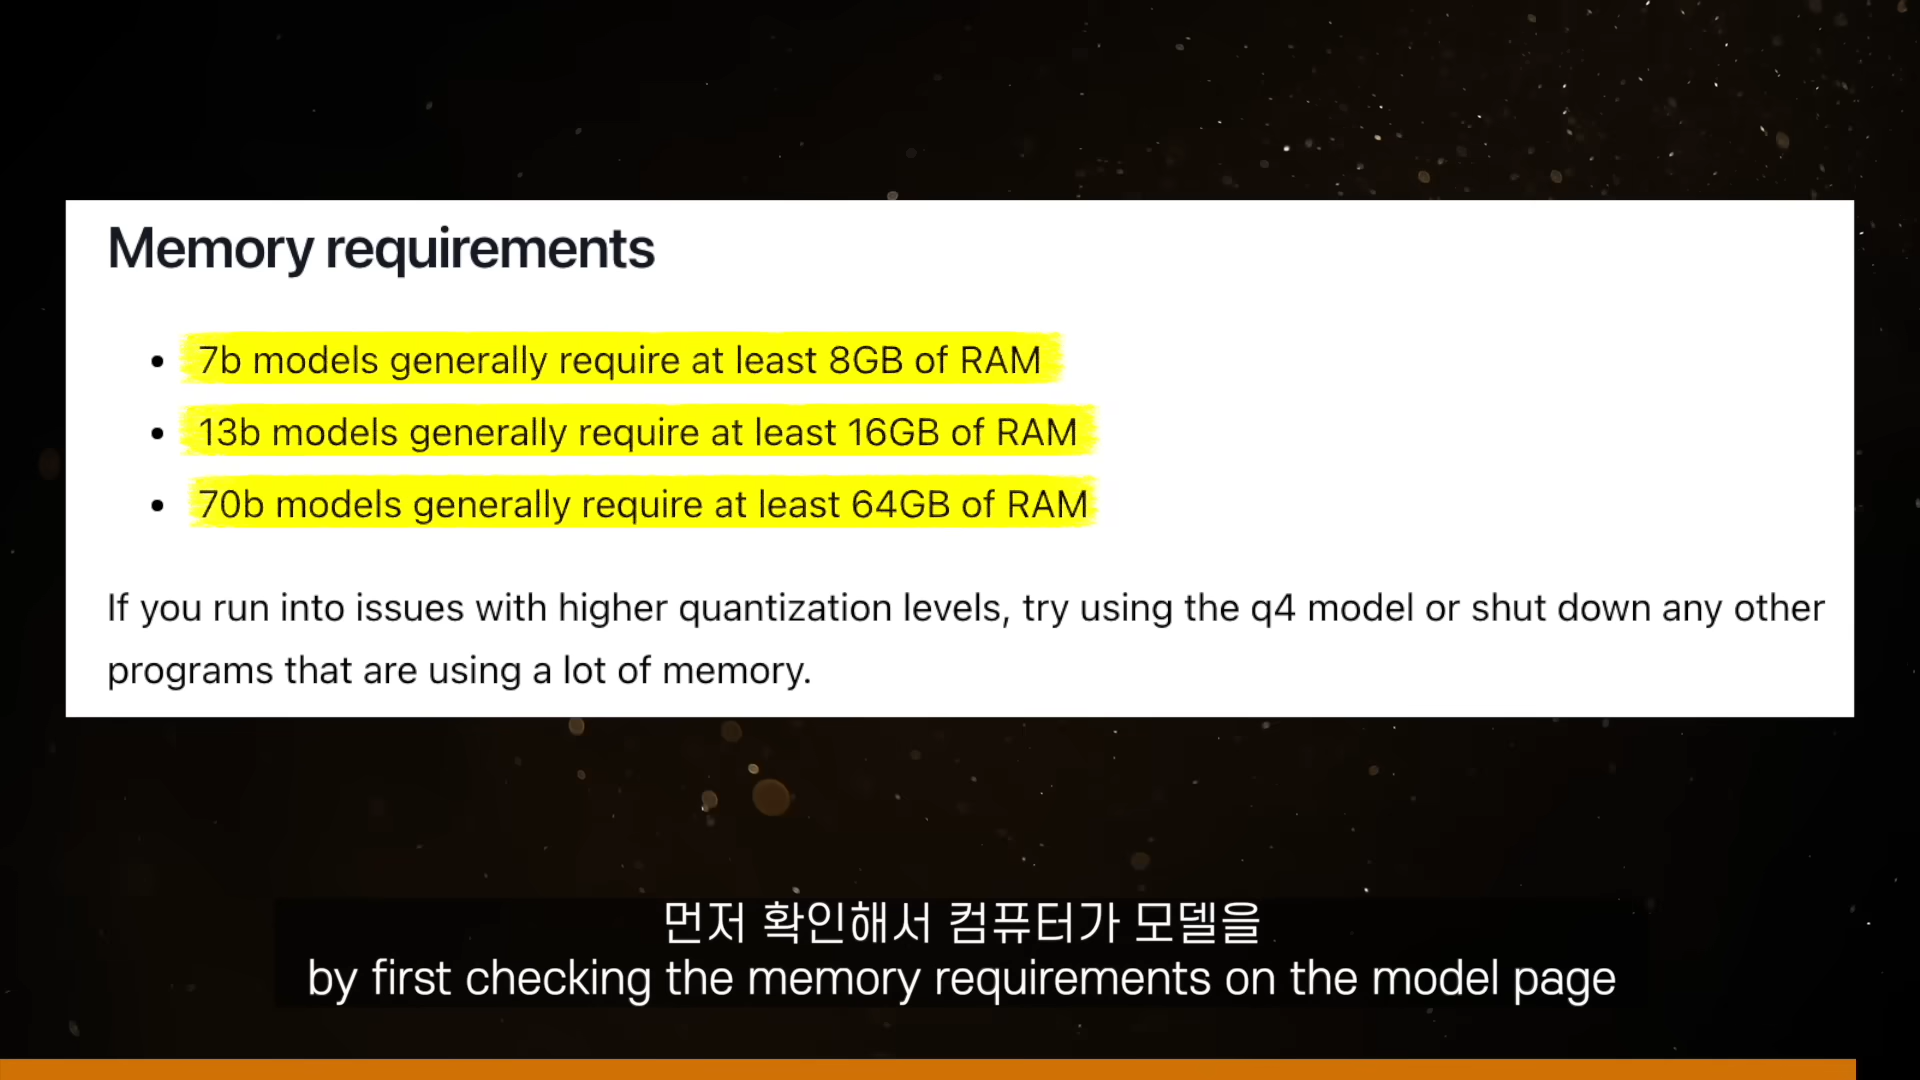 Memory requirements
• 7b models generally require at least 8GB of RAM
• 13b models generally require at least 16GB of RAM
• 70b models generally require at least 64GB of RAM
If you run into issues with higher quantization levels, try using the q4 model or shut down any other
programs that are using a lot of memory.
먼저 확인해서 컴퓨터가 모델을
by first checking the memory requirements on the model page